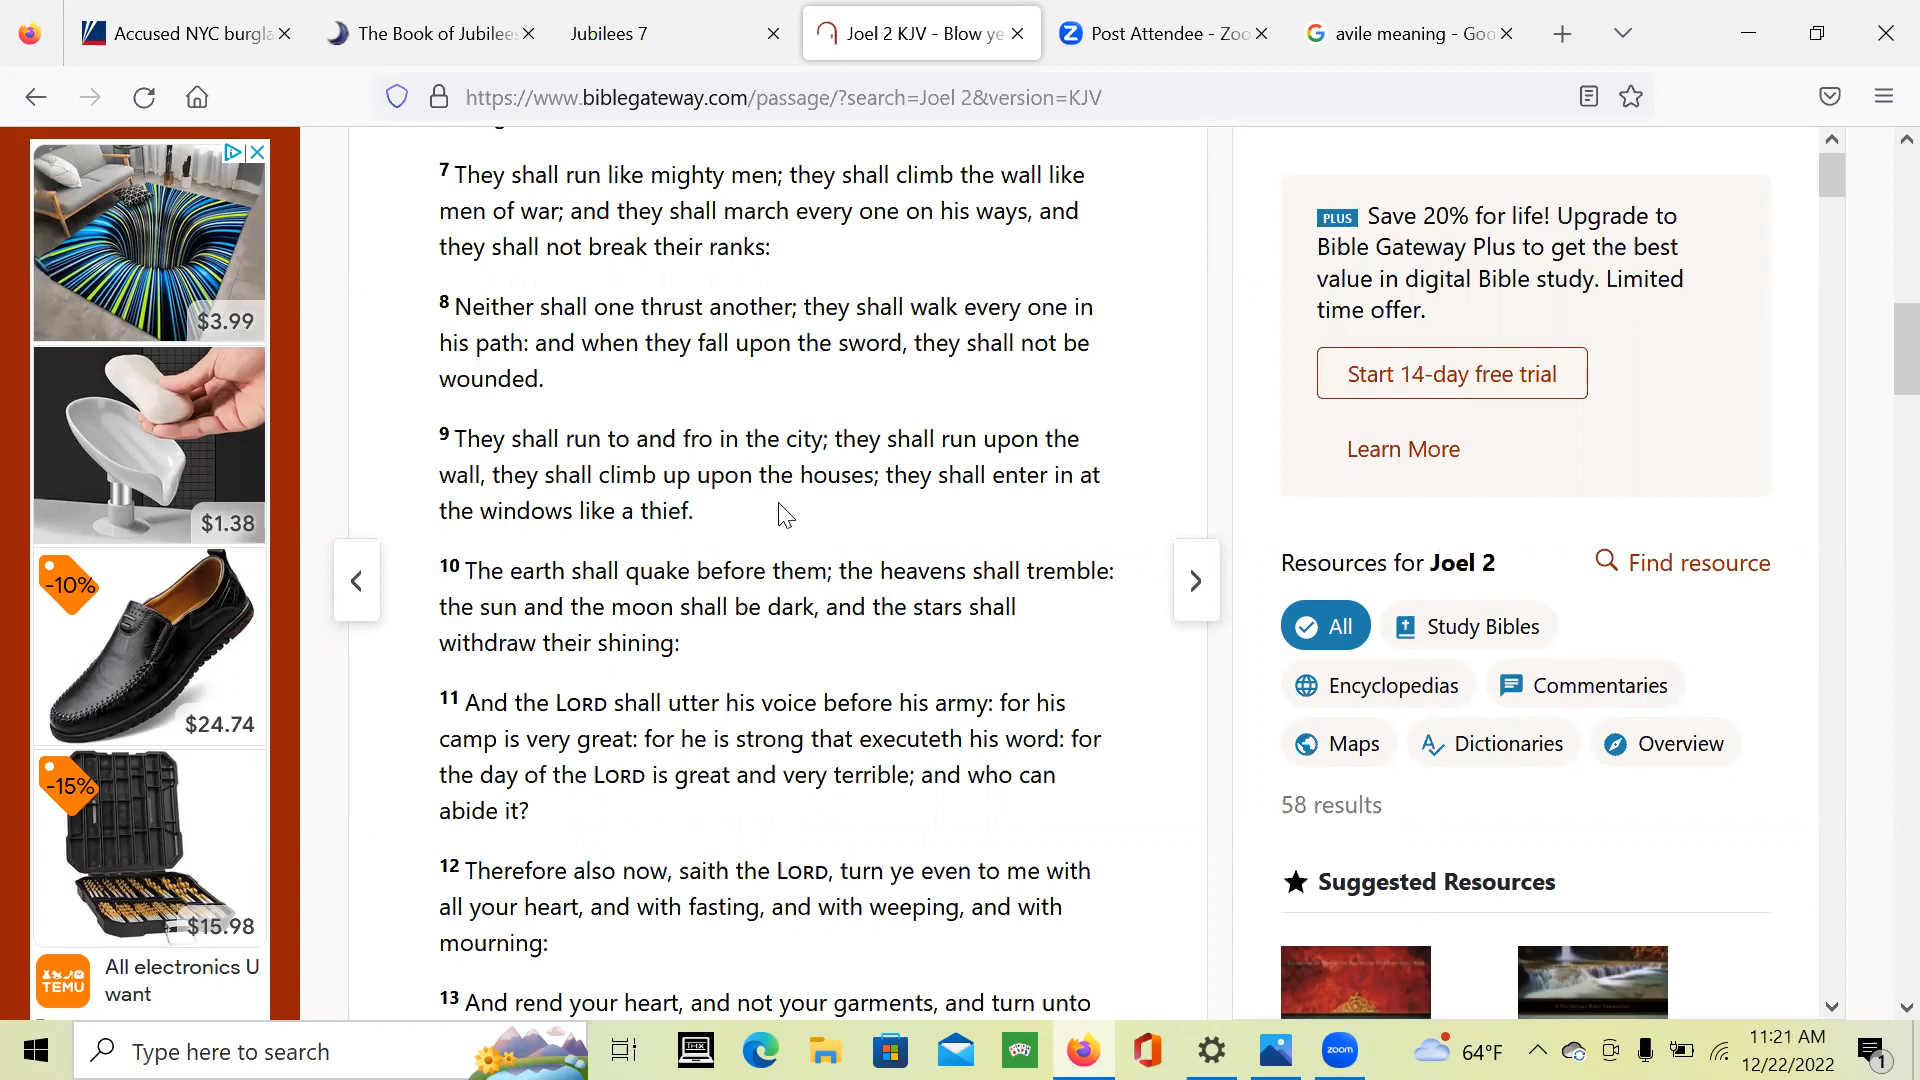 Accused NYC burgla
The Book of Jubilees
Jubilees 7
Joel 2 KJV - Blow ye
Post Attendee - Zoo
avile meaning - Goo
https://www.biblegateway.com/passage/?search=Joel 2&version=KJV
$3.99
$1.38
-10%
$24.74
-15%
$15.98
TEMU
All electronics U
want
7 They shall run like mighty men; they shall climb the wall like
men of war; and they shall march every one on his ways, and
they shall not break their ranks:
8 Neither shall one thrust another; they shall walk every one in
his path: and when they fall upon the sword, they shall not be
wounded.
9 They shall run to and fro in the city; they shall run upon the
wall, they shall climb up upon the houses; they shall enter in at
the windows like a thief.
10 The earth shall quake before them; the heavens shall tremble:
the sun and the moon shall be dark, and the stars shall
withdraw their shining:
11 And the LORD shall utter his voice before his army: for his
camp is very great: for he is strong that executeth his word: for
the day of the LORD is great and very terrible; and who can
abide it?
12 Therefore also now, saith the LORD, turn ye even to me with
all your heart, and with fasting, and with weeping, and with
mourning:
13 And rend your heart, and not your garments, and turn unto
PLUS Save 20% for life! Upgrade to
Bible Gateway Plus to get the best
value in digital Bible study. Limited
time offer.
Start 14-day free trial
Learn More
Resources for Joel 2
Find resource
All
Study Bibles
Encyclopedias
Commentaries
Maps
Dictionaries
Overview
58 results
Suggested Resources
Type here to search
THX
zoom
64°F
11:21 AM
12/22/2022
1